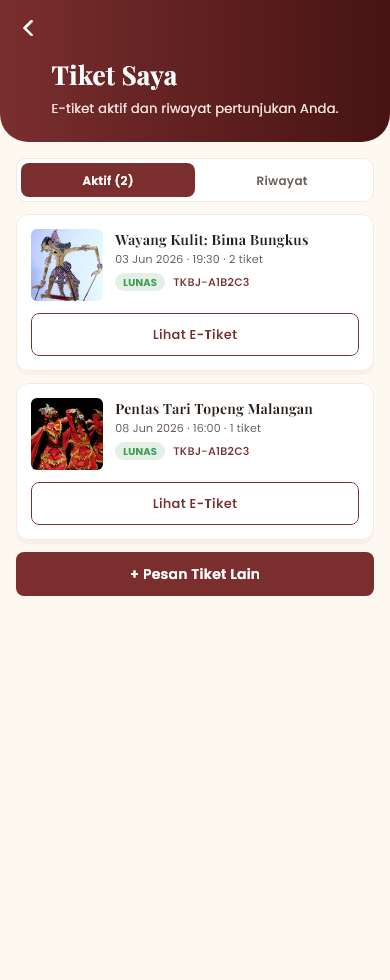 Tiket Saya
E-tiket aktif dan riwayat pertunjukan Anda.
Aktif (2)
Riwayat
Wayang Kulit: Bima Bungkus
03 Jun 2026 · 19:30 · 2 tiket
LUNAS TKBJ-A1B2C3
Lihat E-Tiket
Pentas Tari Topeng Malangan
08 Jun 2026 · 16:00 · 1 tiket
LUNAS TKBJ-A1B2C3
Lihat E-Tiket
+ Pesan Tiket Lain